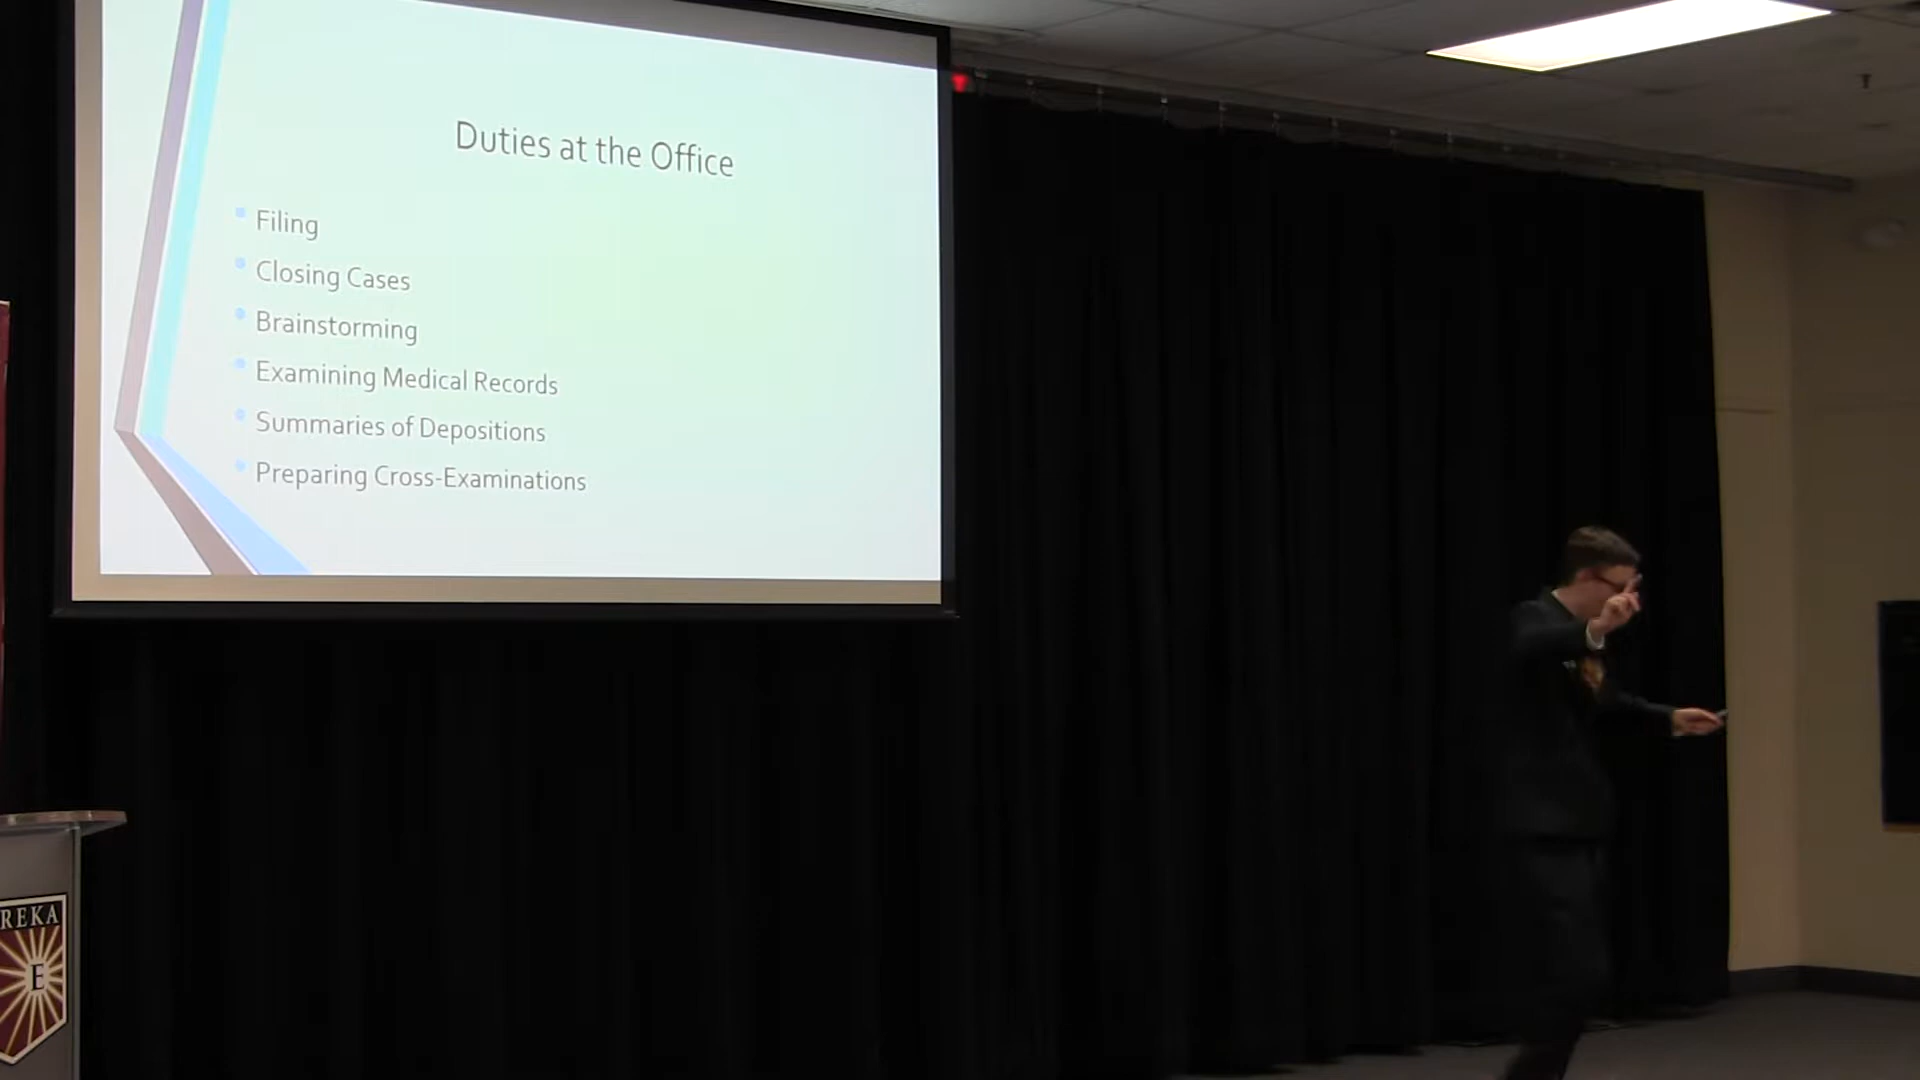 Duties at the Office
Filing
Closing Cases
Brainstorming
Examining Medical Records
Summaries of Depositions
Preparing Cross-Examinations
REKA
E